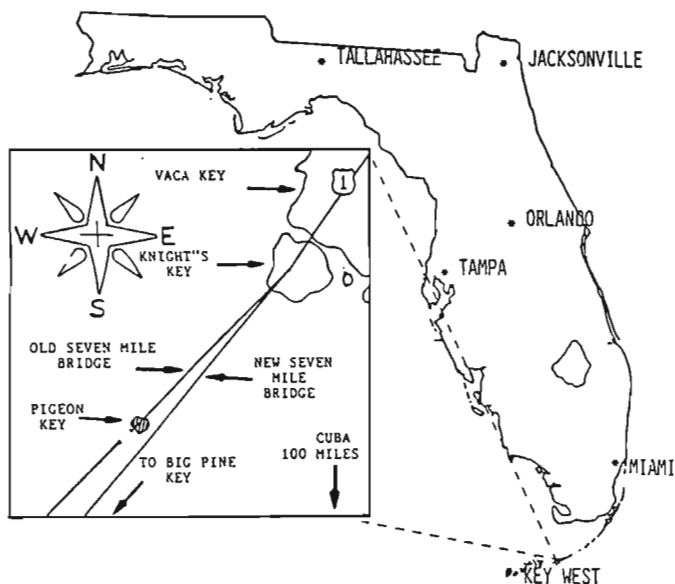 TALLAHASSEE
JACKSONVILLE
ORLANDO
TAMPA
MIAMI
KEY WEST
N
W
E
S
VACA KEY
1
KNIGHT"S
KEY
OLD SEVEN MILE
BRIDGE
NEW SEVEN
MILE
BRIDGE
PIGEON
KEY
TO BIG PINE
KEY
CUBA
100 MILES